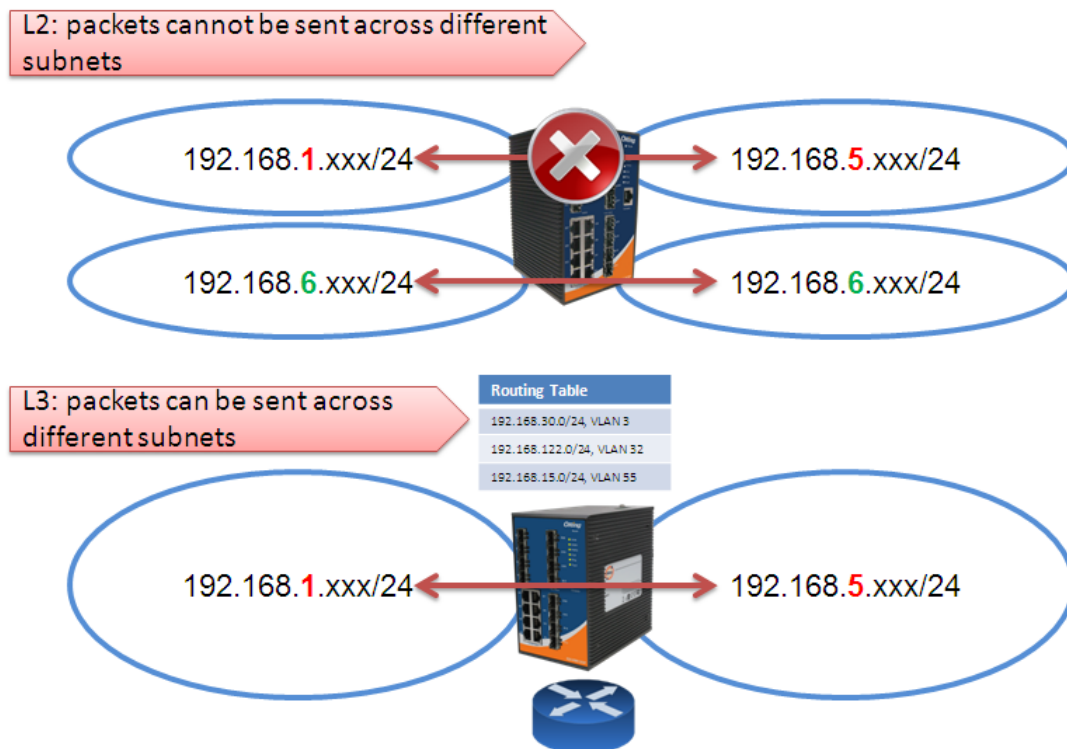 L2: packets cannot be sent across different
subnets
192.168.1.xxx/24
192.168.5.xxx/24
192.168.6.xxx/24
192.168.6.xxx/24
L3: packets can be sent across
different subnets
Routing Table
192.168.30.0/24, VLAN 3
192.168.122.0/24, VLAN 32
192.168.15.0/24, VLAN 55
ORing
192.168.1.xxx/24
192.168.5.xxx/24